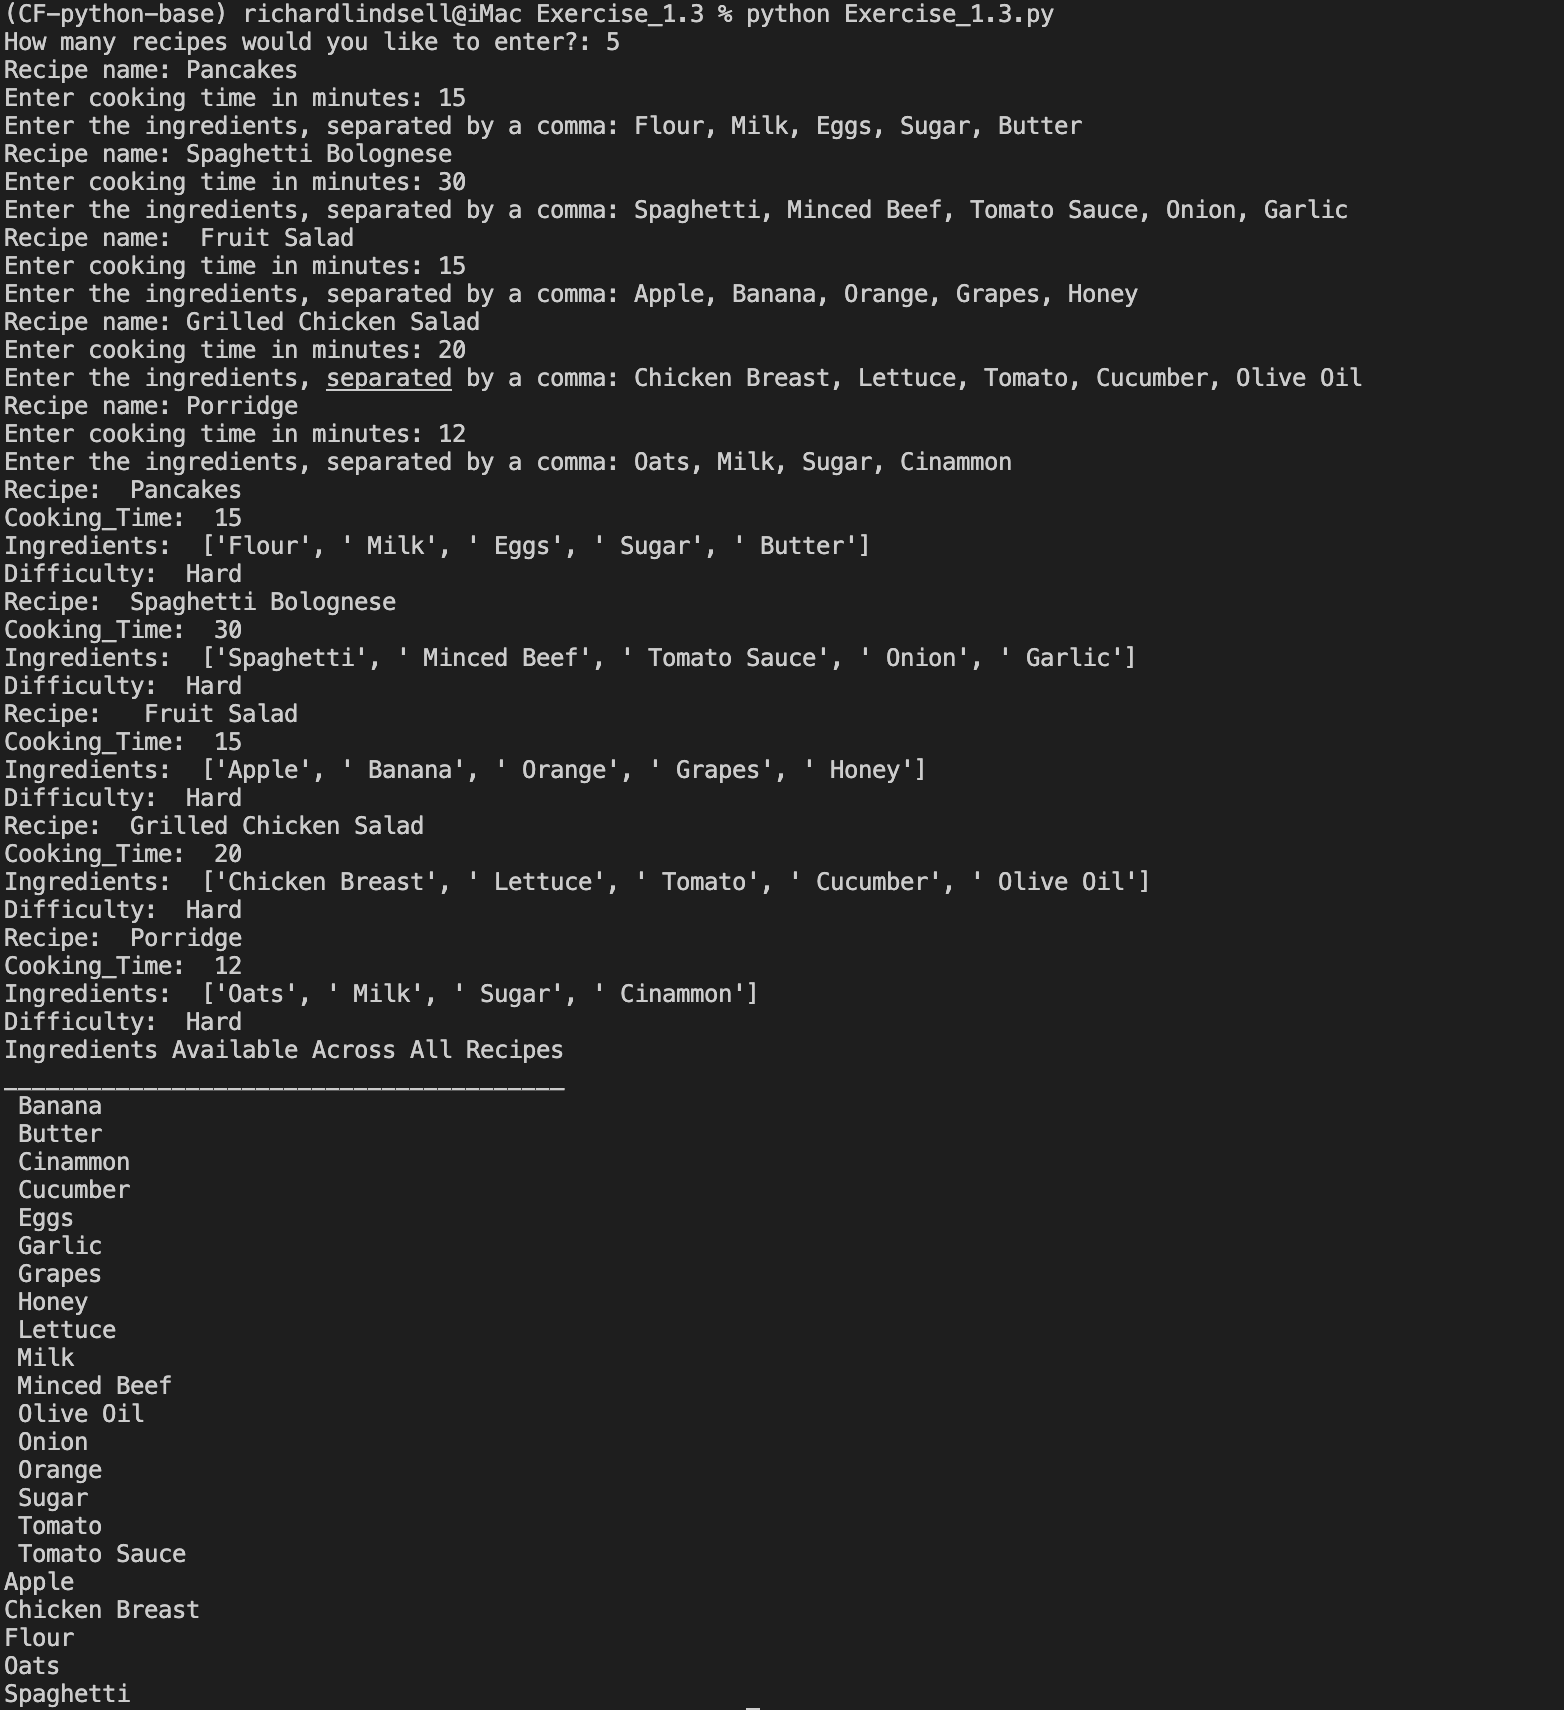 (CF-python-base) richardlindsell@iMac Exercise_1.3 % python Exercise_1.3.py
How many recipes would you like to enter?: 5
Recipe name: Pancakes
Enter cooking time in minutes: 15
Enter the ingredients, separated by a comma: Flour, Milk, Eggs, Sugar, Butter
Recipe name: Spaghetti Bolognese
Enter cooking time in minutes: 30
Enter the ingredients, separated by a comma: Spaghetti, Minced Beef, Tomato Sauce, Onion, Garlic
Recipe name:  Fruit Salad
Enter cooking time in minutes: 15
Enter the ingredients, separated by a comma: Apple, Banana, Orange, Grapes, Honey
Recipe name: Grilled Chicken Salad
Enter cooking time in minutes: 20
Enter the ingredients, separated by a comma: Chicken Breast, Lettuce, Tomato, Cucumber, Olive Oil
Recipe name: Porridge
Enter cooking time in minutes: 12
Enter the ingredients, separated by a comma: Oats, Milk, Sugar, Cinammon
Recipe:  Pancakes
Cooking_Time:  15
Ingredients:  ['Flour', ' Milk', ' Eggs', ' Sugar', ' Butter']
Difficulty:  Hard
Recipe:  Spaghetti Bolognese
Cooking_Time:  30
Ingredients:  ['Spaghetti', ' Minced Beef', ' Tomato Sauce', ' Onion', ' Garlic']
Difficulty:  Hard
Recipe:   Fruit Salad
Cooking_Time:  15
Ingredients:  ['Apple', ' Banana', ' Orange', ' Grapes', ' Honey']
Difficulty:  Hard
Recipe:  Grilled Chicken Salad
Cooking_Time:  20
Ingredients:  ['Chicken Breast', ' Lettuce', ' Tomato', ' Cucumber', ' Olive Oil']
Difficulty:  Hard
Recipe:  Porridge
Cooking_Time:  12
Ingredients:  ['Oats', ' Milk', ' Sugar', ' Cinammon']
Difficulty:  Hard
Ingredients Available Across All Recipes
________________________________________
 Banana
 Butter
 Cinammon
 Cucumber
 Eggs
 Garlic
 Grapes
 Honey
 Lettuce
 Milk
 Minced Beef
 Olive Oil
 Onion
 Orange
 Sugar
 Tomato
 Tomato Sauce
Apple
Chicken Breast
Flour
Oats
Spaghetti